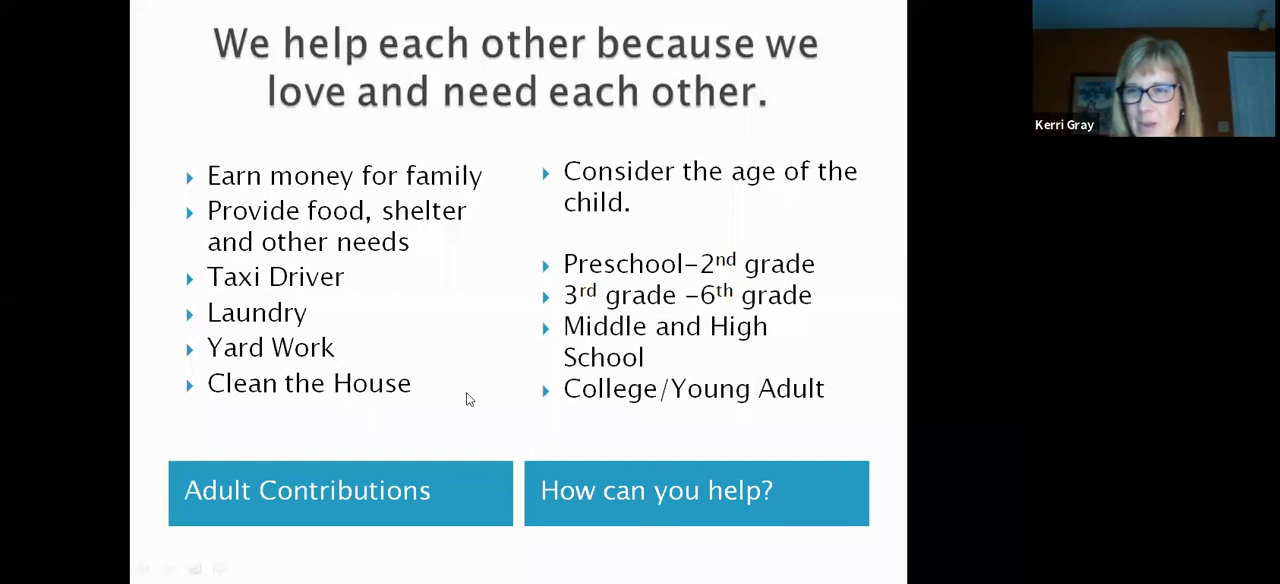 We help each other because we
love and need each other.
Earn money for family
Provide food, shelter
and other needs
Taxi Driver
Laundry
Yard Work
Clean the House
Adult Contributions
Consider the age of the
child.
Preschool–2nd grade
3rd grade –6th grade
Middle and High
School
College/Young Adult
How can you help?
Kerri Gray